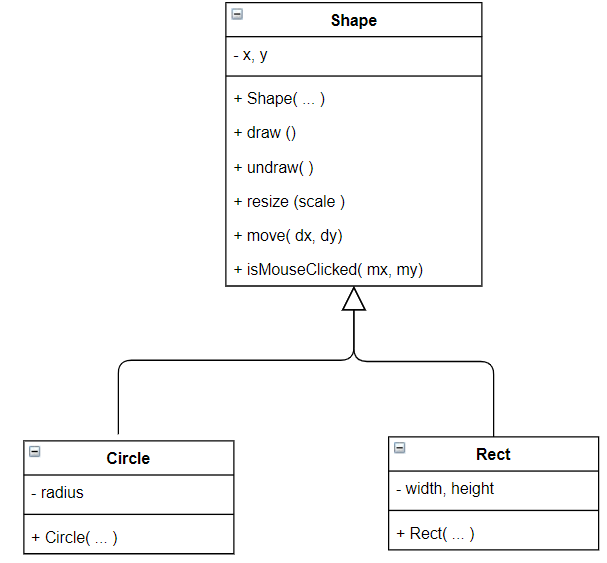 Shape
- x, y
+ Shape( ... )
+ draw ()
+ undraw( )
+ resize (scale )
+ move( dx, dy)
+ isMouseClicked( mx, my)
Circle
- radius
+ Circle( ... )
Rect
- width, height
+ Rect( ... )